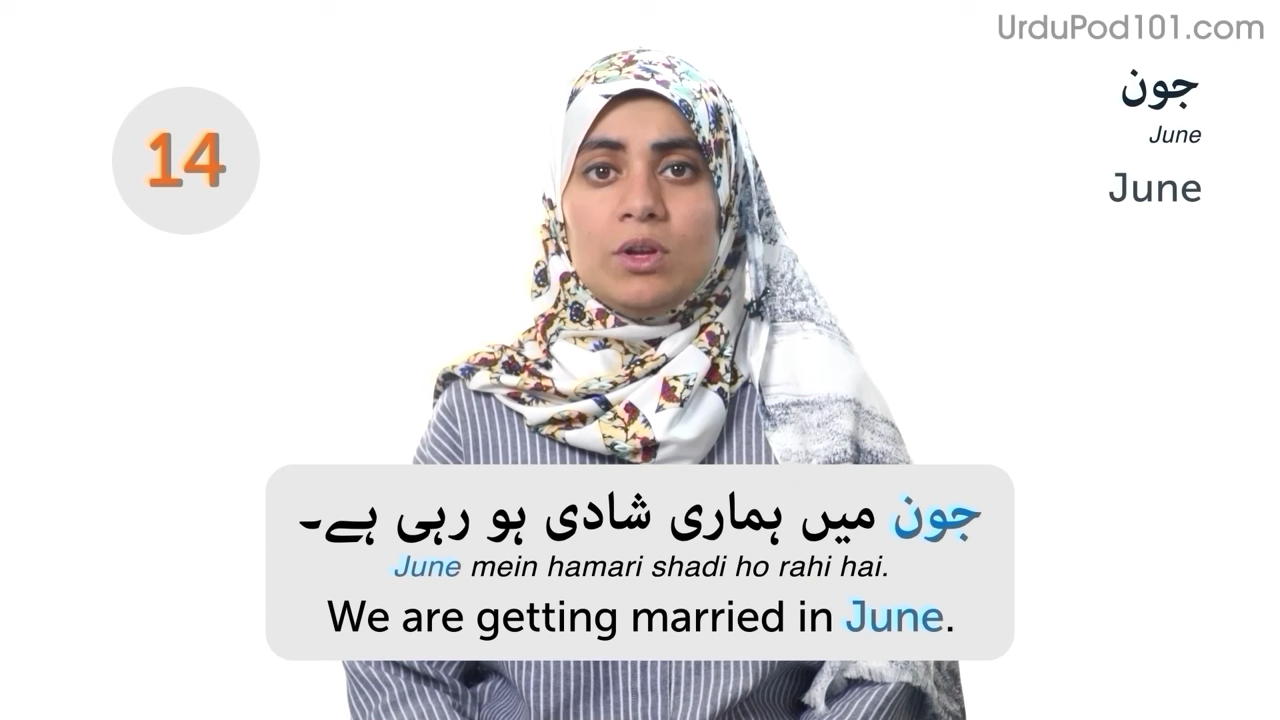 UrduPod101.com
14
جون
June
June
جون میں ہماری شادی ہو رہی ہے۔
June mein hamari shadi ho rahi hai.
We are getting married in June.